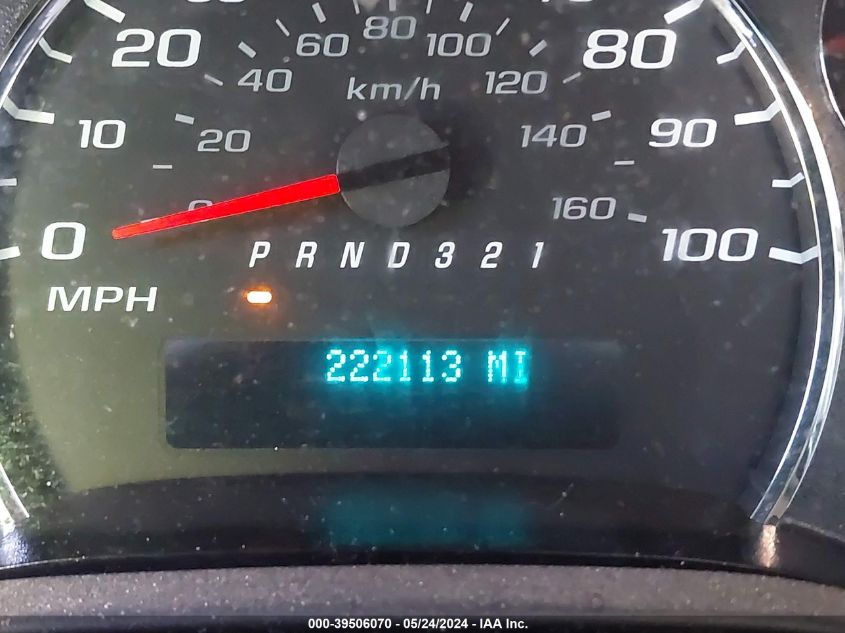 80
20 60 100 80
40 km/h 120
10 20 140 90
0 0 160 100
P R N D 3 2 1
MPH
222113 MI
000-39506070 - 05/24/2024 - IAA Inc.